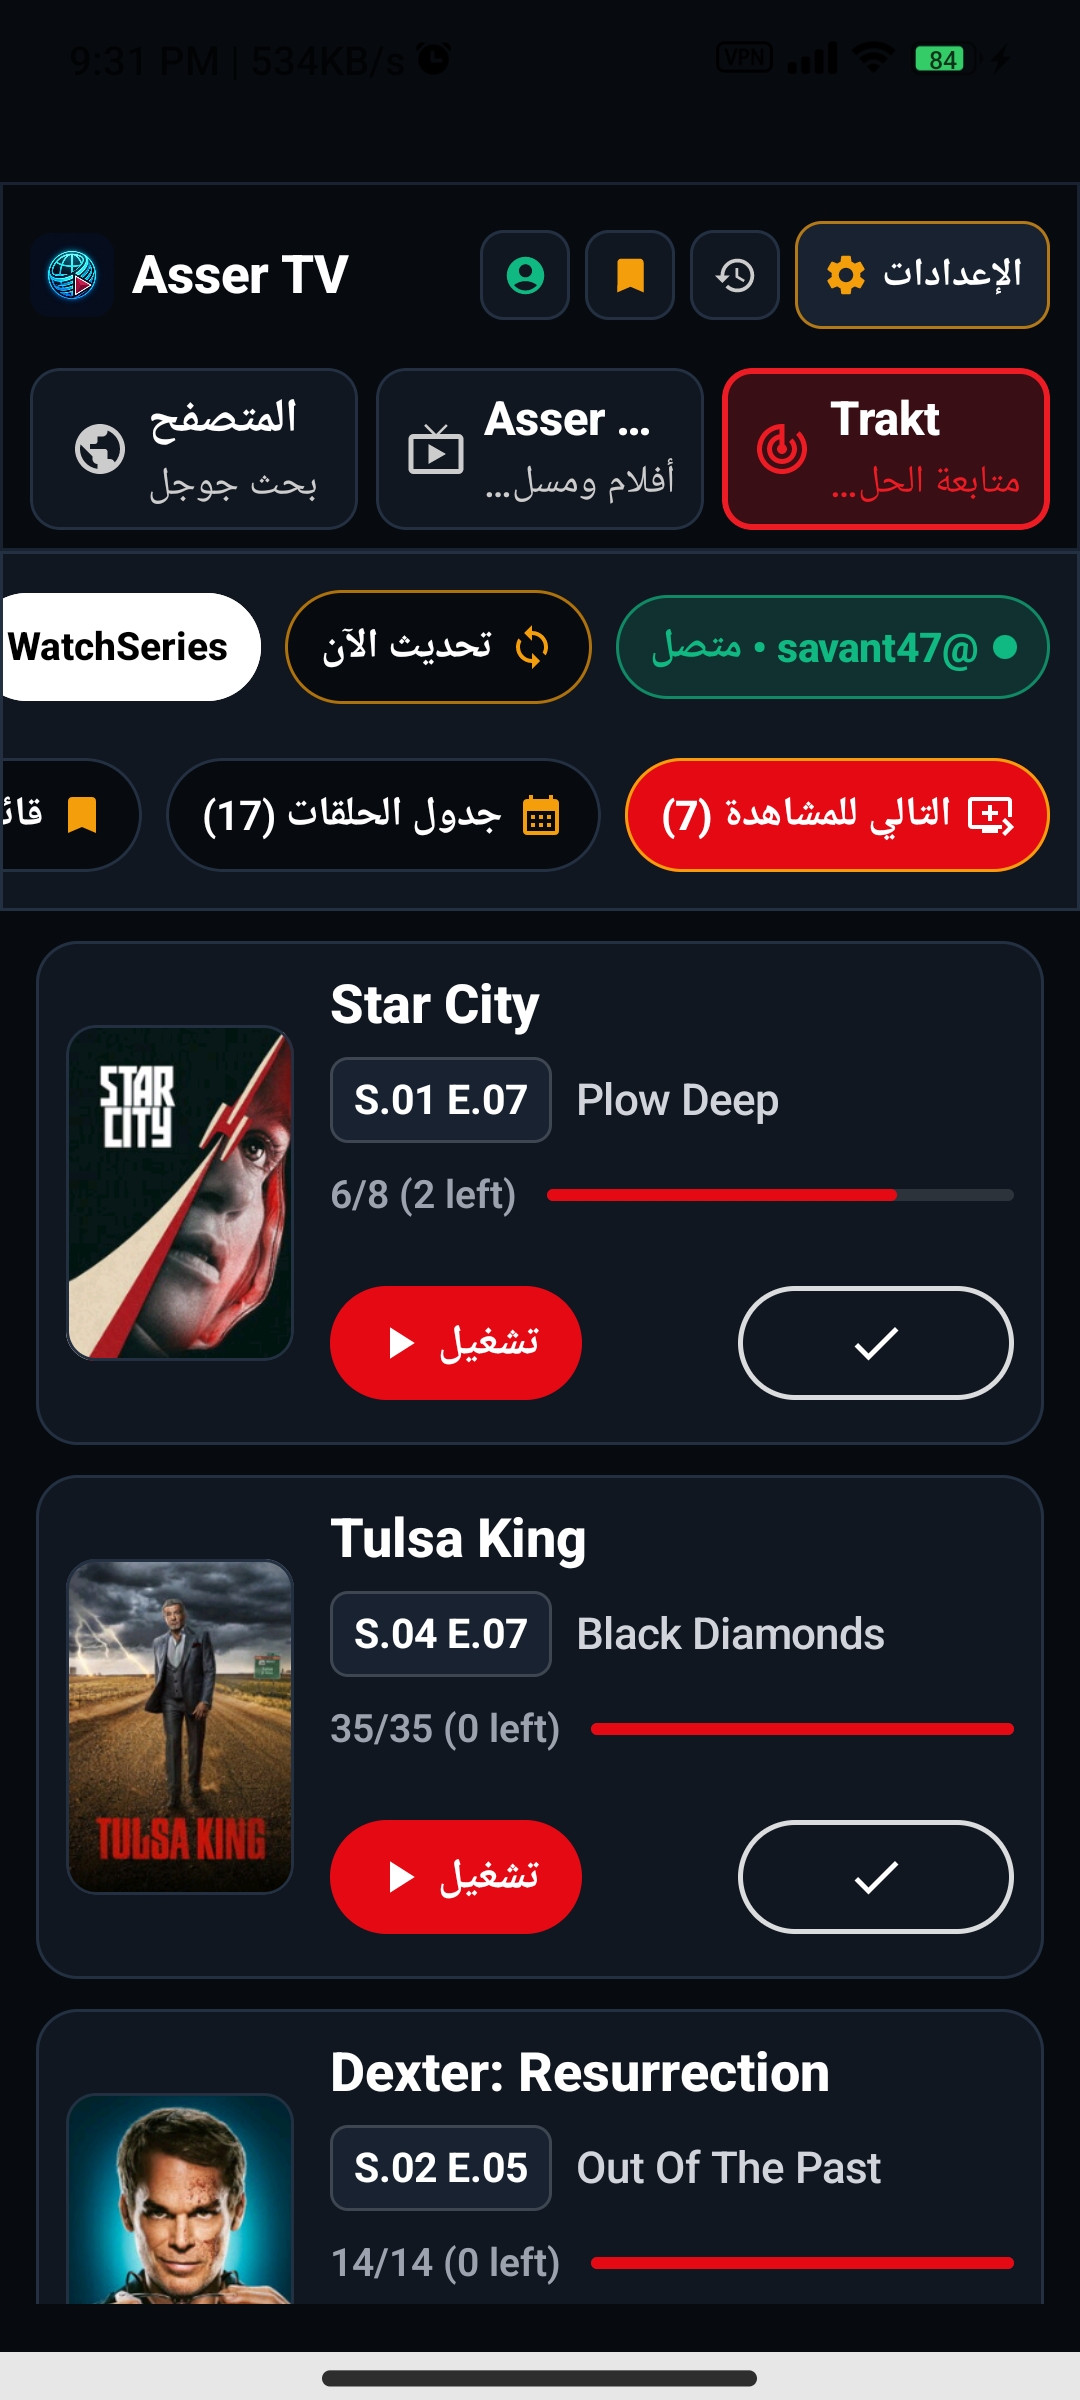 9:31 PM | 534KB/s
VPN
84
Asser TV
الإعدادات
Trakt
متابعة الحل...
Asser ...
أفلام ومسل...
المتصفح
بحث جوجل
@savant47 • متصل
تحديث الآن
WatchSeries
التالي للمشاهدة (7)
جدول الحلقات (17)
Star City
STAR CITY
S.01 E.07 Plow Deep
6/8 (2 left)
تشغيل
Tulsa King
TULSA KING
S.04 E.07 Black Diamonds
35/35 (0 left)
تشغيل
Dexter: Resurrection
S.02 E.05 Out Of The Past
14/14 (0 left)